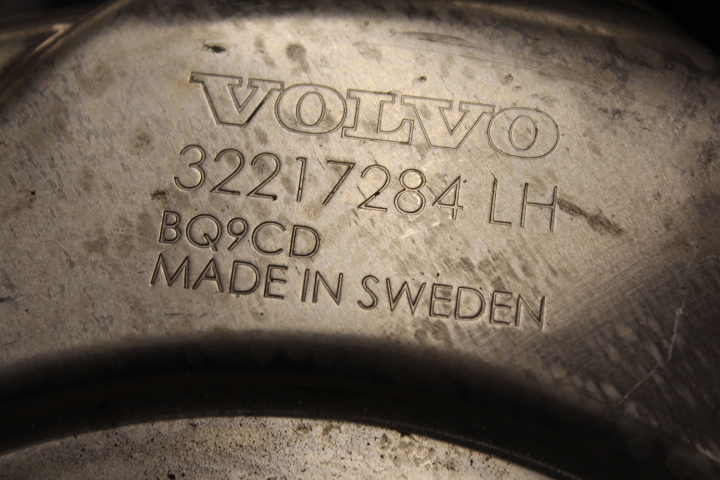 VOLVO
32217284 LH
BQ9CD
MADE IN SWEDEN